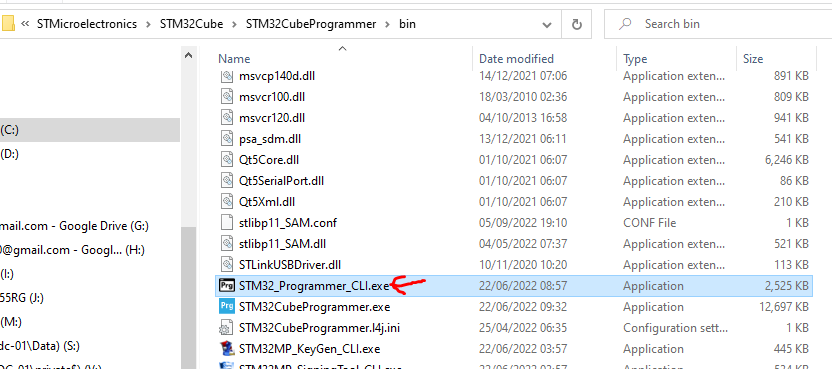 « STMicroelectronics > STM32Cube > STM32CubeProgrammer > bin
Search bin
Name Date modified Type Size
msvcp140d.dll 14/12/2021 07:06 Application exten... 891 KB
msvcr100.dll 18/03/2010 02:36 Application exten... 809 KB
msvcr120.dll 04/10/2013 16:58 Application exten... 941 KB
(C:) psa_sdm.dll 13/12/2021 06:11 Application exten... 541 KB
(D:) Qt5Core.dll 01/10/2021 06:07 Application exten... 6,246 KB
Qt5SerialPort.dll 01/10/2021 06:07 Application exten... 86 KB
Qt5Xml.dll 01/10/2021 06:07 Application exten... 210 KB
mail.com - Google Drive (G:) stlibp11_SAM.conf 05/09/2022 19:10 CONF File 1 KB
0@gmail.com - Googl... (H:) stlibp11_SAM.dll 04/05/2022 07:37 Application exten... 521 KB
(I:) STLinkUSBDriver.dll 10/11/2020 10:20 Application exten... 113 KB
Prg STM32_Programmer_CLI.exe 22/06/2022 08:57 Application 2,525 KB
55RG (J:) Prg STM32CubeProgrammer.exe 22/06/2022 09:32 Application 12,697 KB
(M:) STM32CubeProgrammer.l4j.ini 25/04/2022 06:35 Configuration sett... 1 KB
dc-01\Data) (S:) STM32MP_KeyGen_CLI.exe 22/06/2022 03:57 Application 445 KB